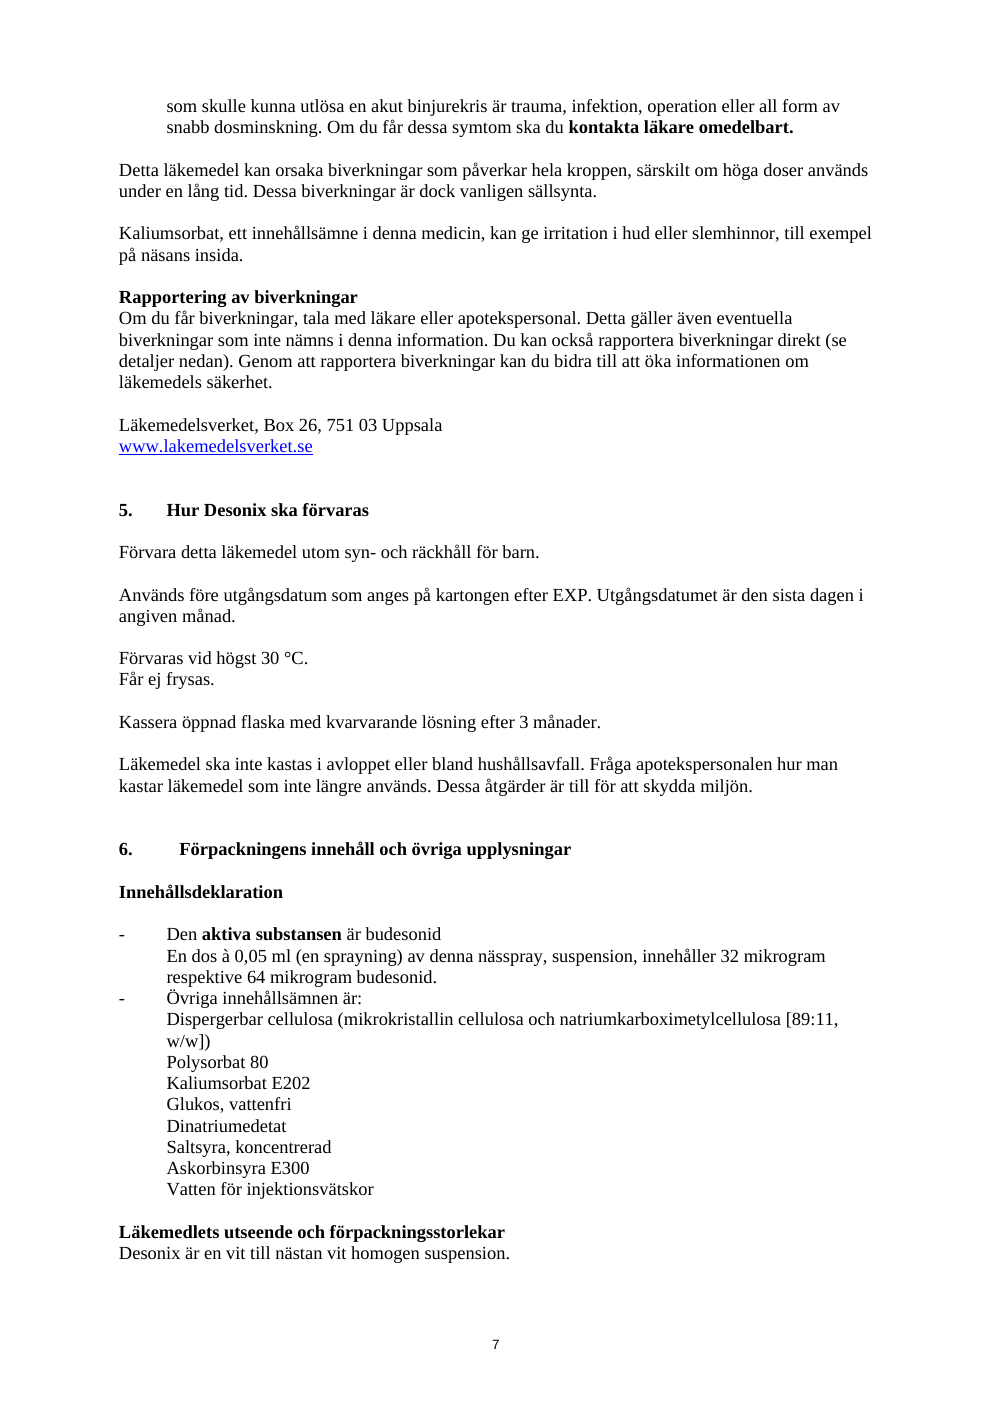 som skulle kunna utlösa en akut binjurekris är trauma, infektion, operation eller all form av
snabb dosminskning. Om du får dessa symtom ska du kontakta läkare omedelbart.
Detta läkemedel kan orsaka biverkningar som påverkar hela kroppen, särskilt om höga doser används
under en lång tid. Dessa biverkningar är dock vanligen sällsynta.
Kaliumsorbat, ett innehållsämne i denna medicin, kan ge irritation i hud eller slemhinnor, till exempel
på näsans insida.
Rapportering av biverkningar
Om du får biverkningar, tala med läkare eller apotekspersonal. Detta gäller även eventuella
biverkningar som inte nämns i denna information. Du kan också rapportera biverkningar direkt (se
detaljer nedan). Genom att rapportera biverkningar kan du bidra till att öka informationen om
läkemedels säkerhet.
Läkemedelsverket, Box 26, 751 03 Uppsala
www.lakemedelsverket.se
5. Hur Desonix ska förvaras
Förvara detta läkemedel utom syn- och räckhåll för barn.
Används före utgångsdatum som anges på kartongen efter EXP. Utgångsdatumet är den sista dagen i
angiven månad.
Förvaras vid högst 30 °C.
Får ej frysas.
Kassera öppnad flaska med kvarvarande lösning efter 3 månader.
Läkemedel ska inte kastas i avloppet eller bland hushållsavfall. Fråga apotekspersonalen hur man
kastar läkemedel som inte längre används. Dessa åtgärder är till för att skydda miljön.
6. Förpackningens innehåll och övriga upplysningar
Innehållsdeklaration
- Den aktiva substansen är budesonid
En dos à 0,05 ml (en sprayning) av denna nässpray, suspension, innehåller 32 mikrogram
respektive 64 mikrogram budesonid.
- Övriga innehållsämnen är:
Dispergerbar cellulosa (mikrokristallin cellulosa och natriumkarboximetylcellulosa [89:11,
w/w])
Polysorbat 80
Kaliumsorbat E202
Glukos, vattenfri
Dinatriumedetat
Saltsyra, koncentrerad
Askorbinsyra E300
Vatten för injektionsvätskor
Läkemedlets utseende och förpackningsstorlekar
Desonix är en vit till nästan vit homogen suspension.
7